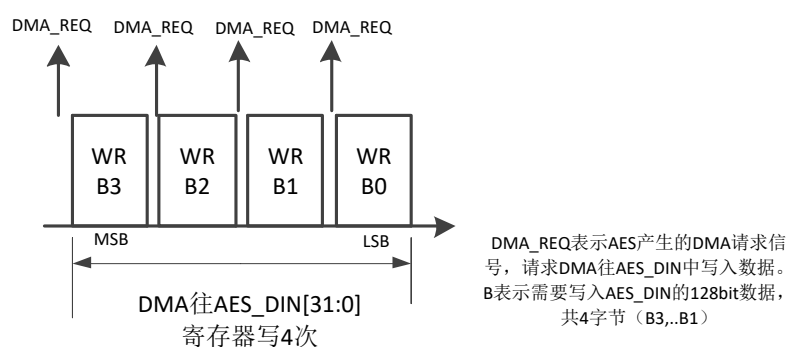 DMA_REQ DMA_REQ DMA_REQ DMA_REQ
WR WR WR WR
B3 B2 B1 B0
MSB LSB
DMA往AES_DIN[31:0]
寄存器写4次
DMA_REQ表示AES产生的DMA请求信
号，请求DMA往AES_DIN中写入数据。
B表示需要写入AES_DIN的128bit数据，
共4字节（B3,..B1）